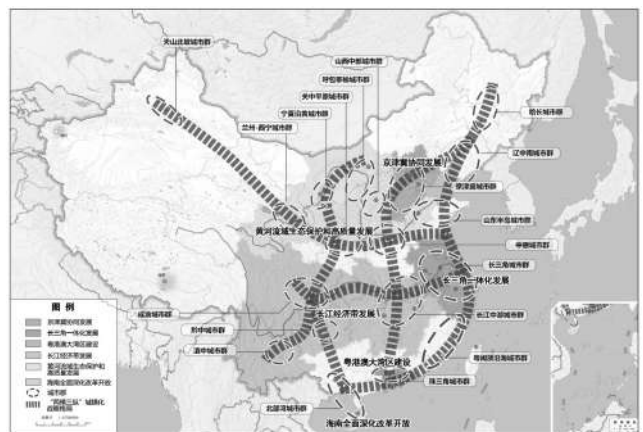 天山北坡城市群
山西中部城市群
呼包鄂榆城市群
关中平原城市群
宁夏沿黄城市群
兰州-西宁城市群
哈长城市群
京津冀协同发展
辽中南城市群
京津冀城市群
山东半岛城市群
黄河流域生态保护和高质量发展
中原城市群
长三角城市群
长三角一体化发展
成渝城市群
长江经济带发展
长江中游城市群
黔中城市群
滇中城市群
粤港澳大湾区建设
粤闽浙沿海城市群
珠三角城市群
北部湾城市群
海南全面深化改革开放
图 例
京津冀协同发展
长三角一体化发展
粤港澳大湾区建设
长江经济带发展
黄河流域生态保护和
高质量发展
海南全面深化改革开放
城市群
“两横三纵”城镇化
战略格局